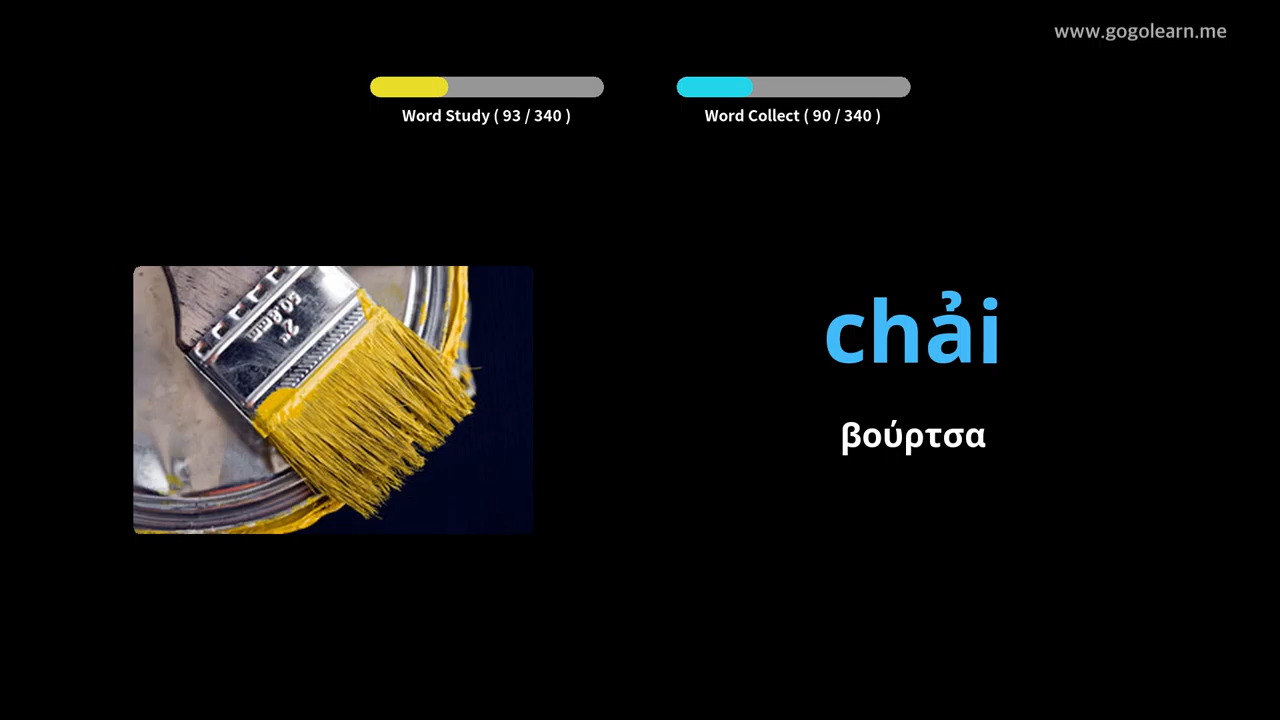 www.gogolearn.me
Word Study ( 93 / 340 )
Word Collect ( 90 / 340 )
chải
βούρτσα